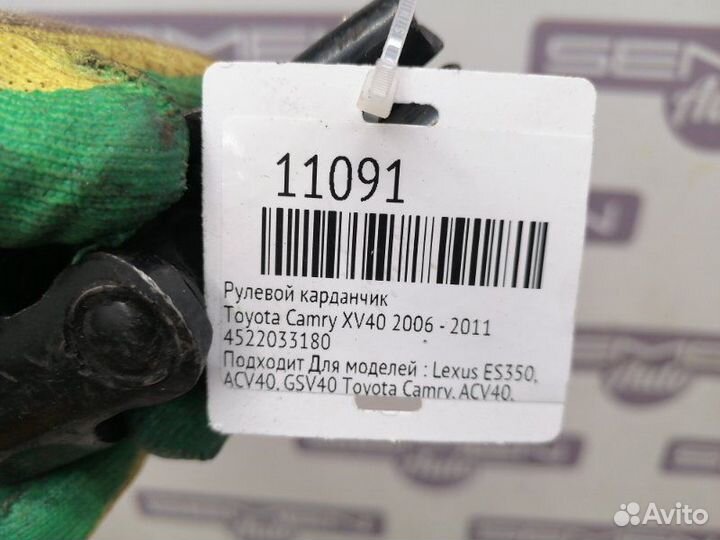 11091
Рулевой карданчик
Toyota Camry XV40 2006 - 2011
4522033180
Подходит Для моделей : Lexus ES350,
ACV40, GSV40 Toyota Camry, ACV40,
Avito